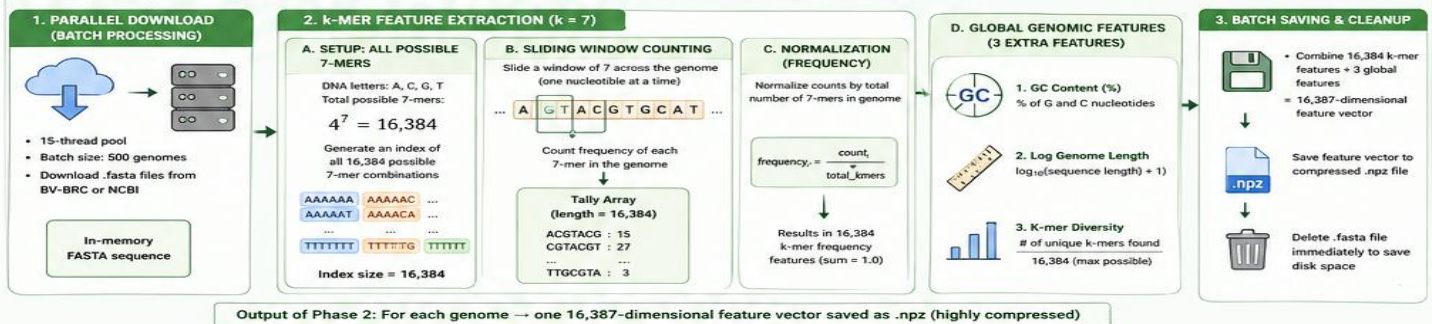 1. PARALLEL DOWNLOAD
(BATCH PROCESSING)
• 15-thread pool
• Batch size: 500 genomes
• Download .fasta files from
BV-BRC or NCBI
In-memory
FASTA sequence
2. k-MER FEATURE EXTRACTION (k = 7)
A. SETUP: ALL POSSIBLE
7-MERS
DNA letters: A, C, G, T
Total possible 7-mers:
4⁷ = 16,384
Generate an index of
all 16,384 possible
7-mer combinations
AAAAAA AAAAAC ...
AAAAAT AAAACA ...
... ...
TTTTTTT TTTTTG TTTTTT
Index size = 16,384
B. SLIDING WINDOW COUNTING
Slide a window of 7 across the genome
(one nucleotide at a time)
... A G T A C G T G C A T ...
Count frequency of each
7-mer in the genome
Tally Array
(length = 16,384)
ACGTACG : 15
CGTACGT : 27
... ...
TTGCGTA : 3
C. NORMALIZATION
(FREQUENCY)
Normalize counts by total
number of 7-mers in genome
frequencyᵢ = countᵢ
total_kmers
Results in 16,384
k-mer frequency
features (sum = 1.0)
D. GLOBAL GENOMIC FEATURES
(3 EXTRA FEATURES)
GC
1. GC Content (%)
% of G and C nucleotides
2. Log Genome Length
log₁₀(sequence length) + 1)
3. K-mer Diversity
# of unique k-mers found
16,384 (max possible)
3. BATCH SAVING & CLEANUP
• Combine 16,384 k-mer
features + 3 global
features
= 16,387-dimensional
feature vector
.npz
Save feature vector to
compressed .npz file
Delete .fasta file
immediately to save
disk space
Output of Phase 2: For each genome → one 16,387-dimensional feature vector saved as .npz (highly compressed)